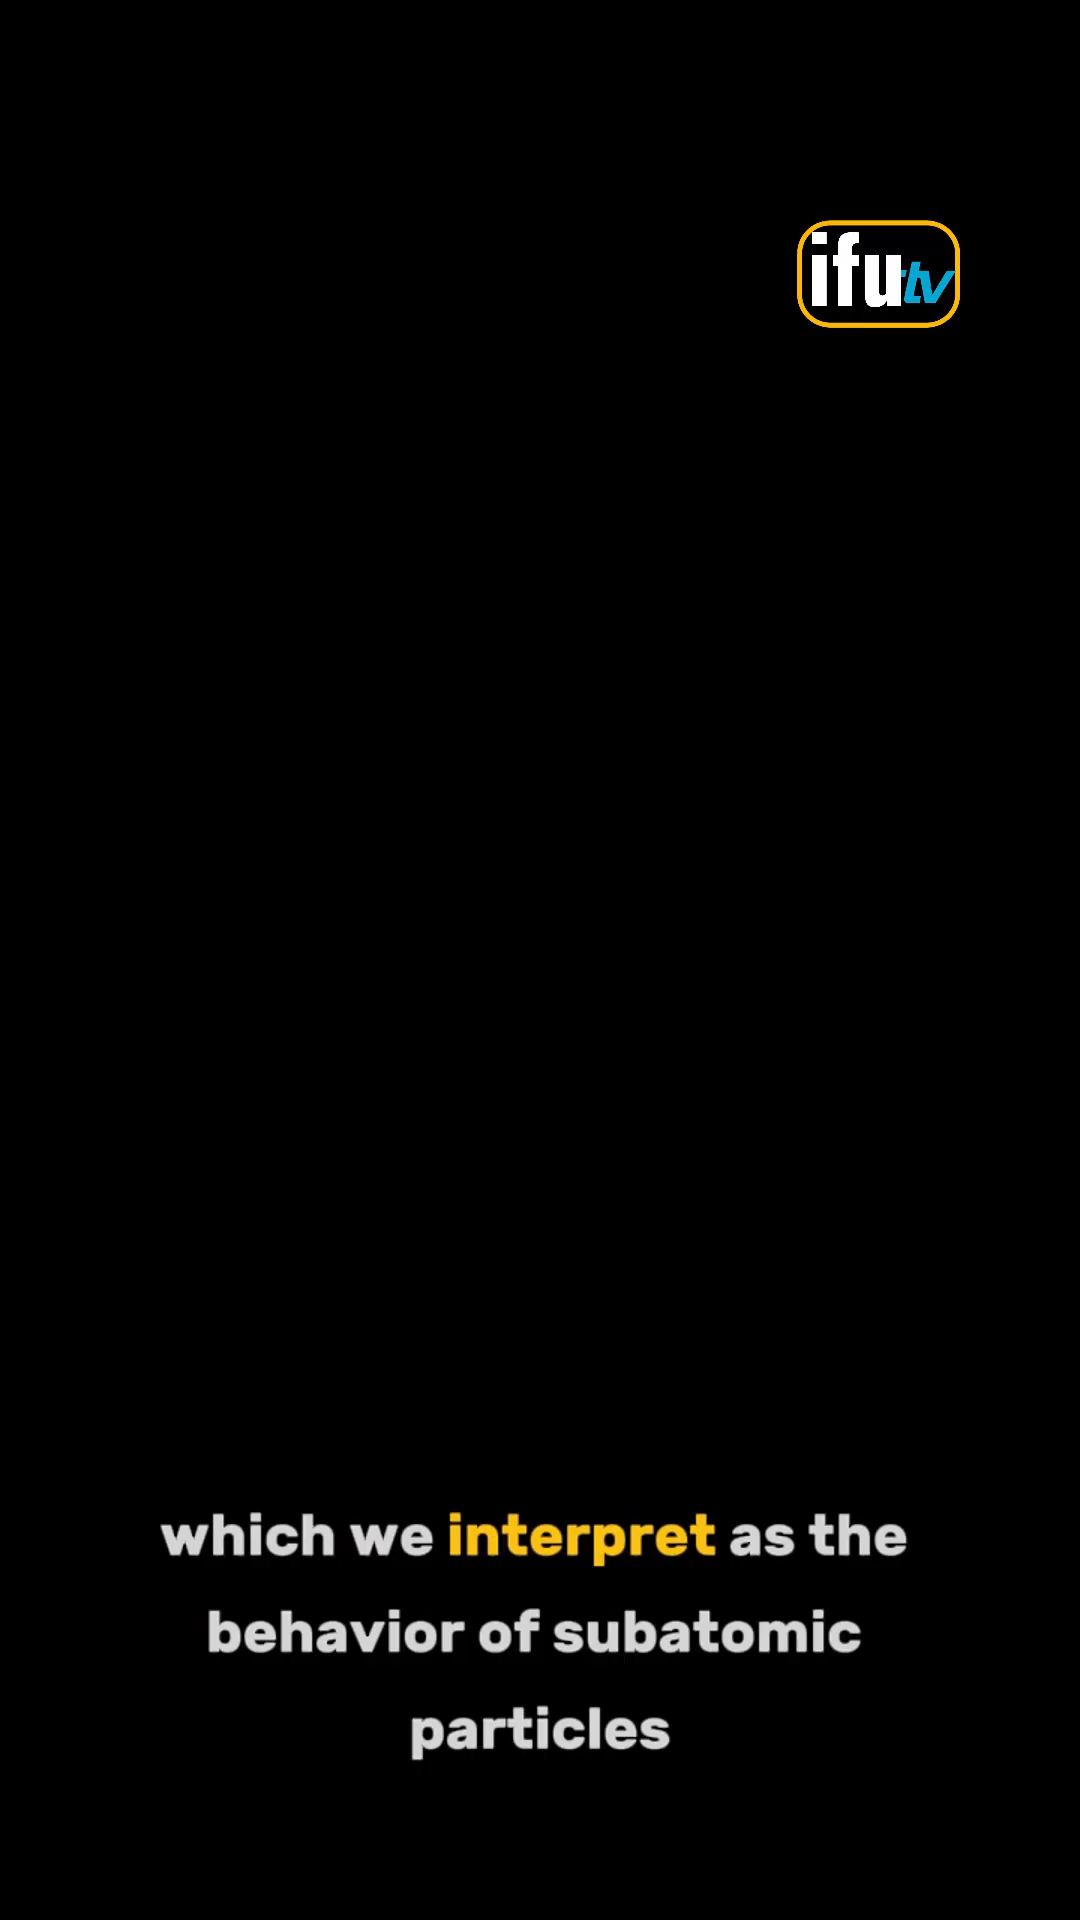 ifutv
which we interpret as the
behavior of subatomic
particles